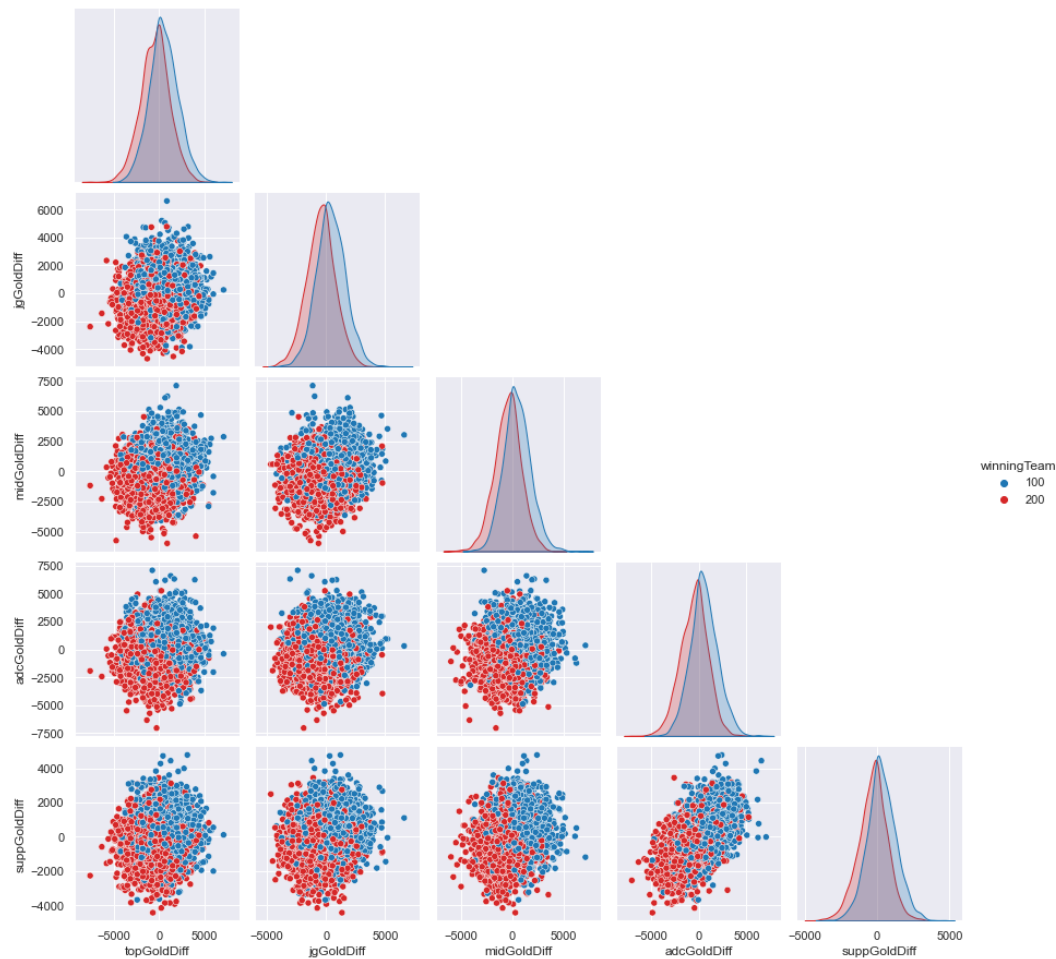 jgGoldDiff
6000
4000
2000
0
−2000
−4000
midGoldDiff
7500
5000
2500
0
−2500
−5000
winningTeam
100
200
adcGoldDiff
7500
5000
2500
0
−2500
−5000
−7500
suppGoldDiff
4000
2000
0
−2000
−4000
−5000 0 5000
topGoldDiff
−5000 0 5000
jgGoldDiff
−5000 0 5000
midGoldDiff
−5000 0 5000
adcGoldDiff
−5000 0 5000
suppGoldDiff